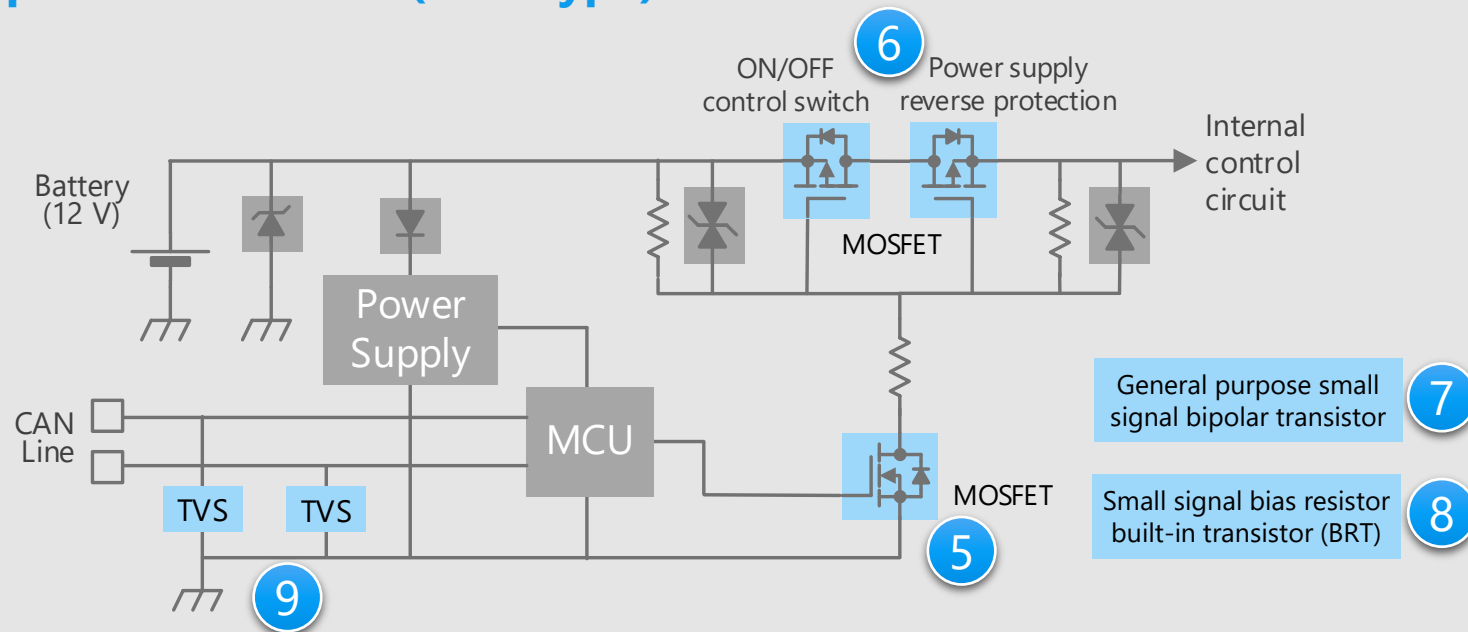 6
ON/OFF
control switch
Power supply
reverse protection
Internal
control
circuit
Battery
(12 V)
MOSFET
Power
Supply
General purpose small
signal bipolar transistor
7
CAN
Line
MCU
TVS
TVS
MOSFET
5
Small signal bias resistor
built-in transistor (BRT)
8
9